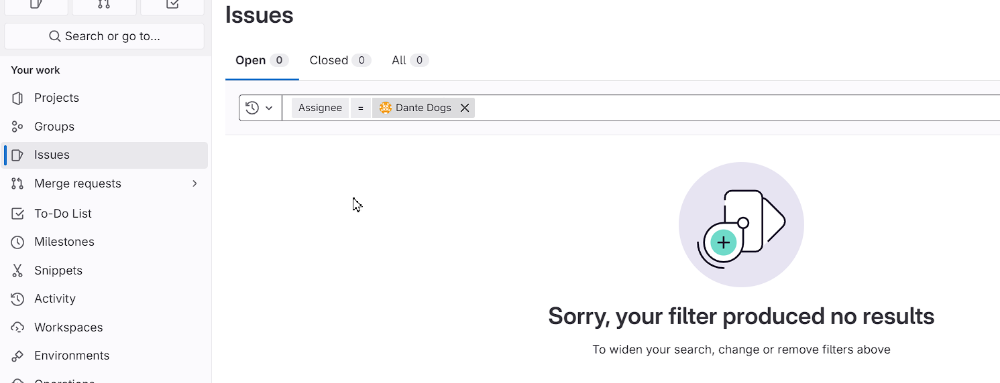 Search or go to...
Your work
Projects
Groups
Issues
Merge requests
To-Do List
Milestones
Snippets
Activity
Workspaces
Environments
Operations
Issues
Open 0 Closed 0 All 0
Assignee = Dante Dogs
Sorry, your filter produced no results
To widen your search, change or remove filters above